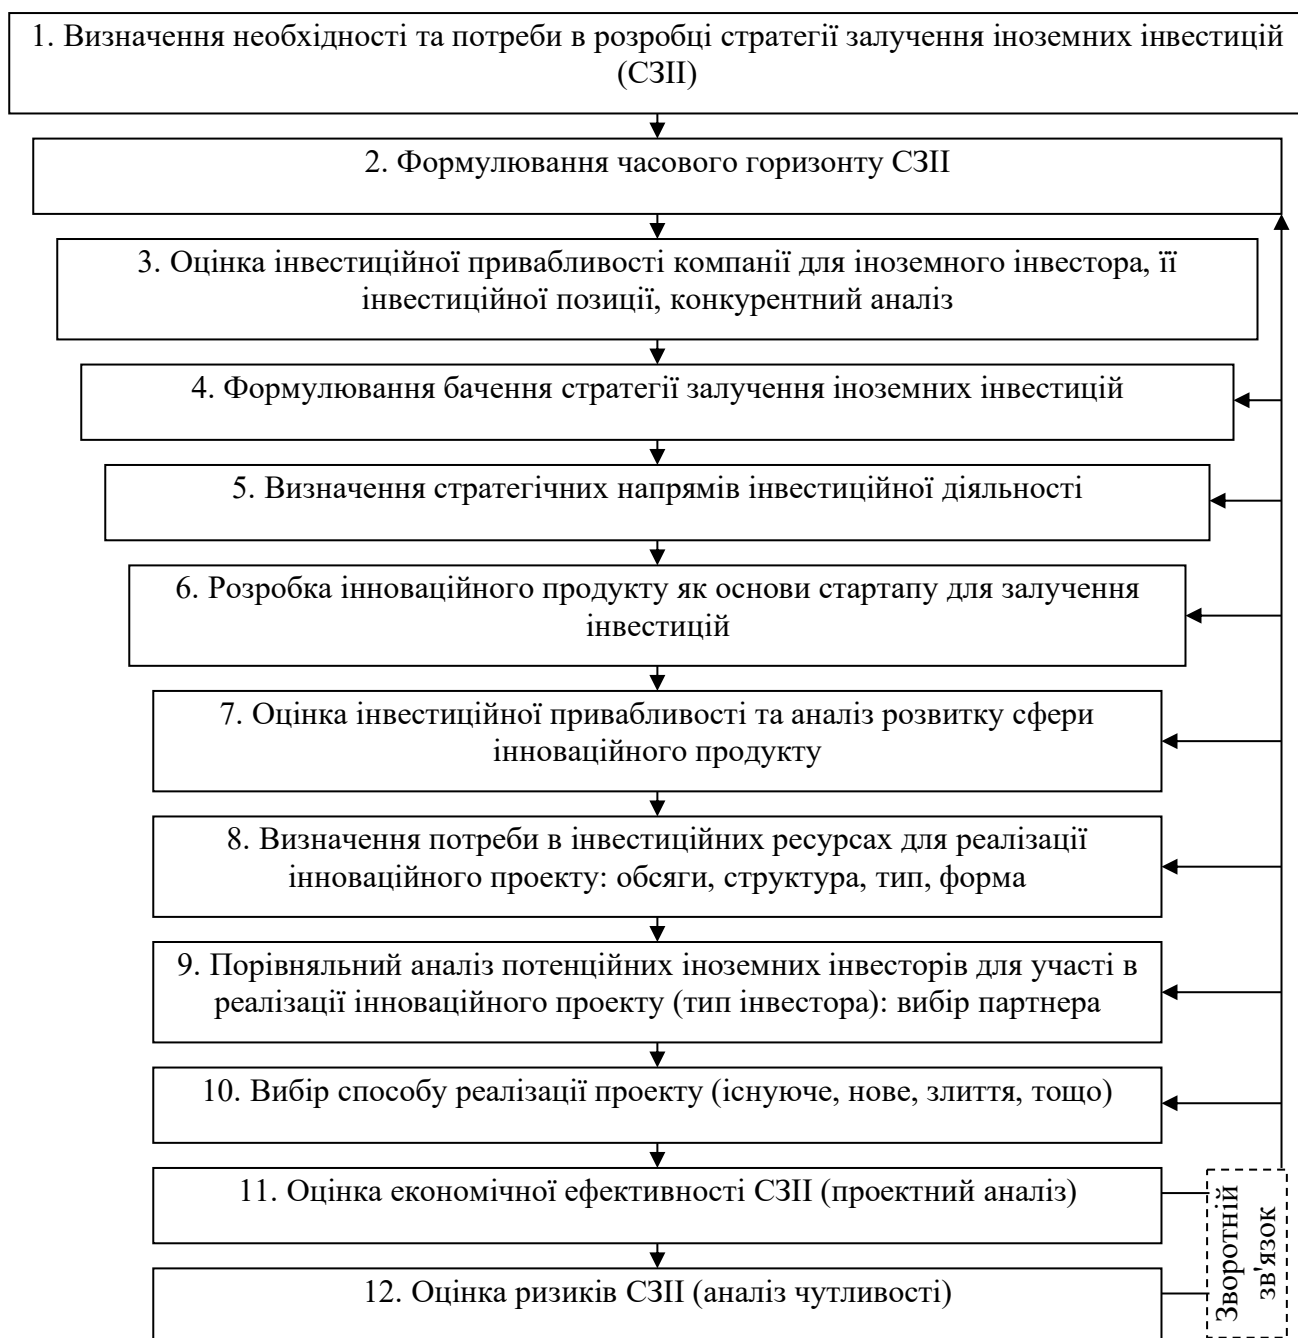 1. Визначення необхідності та потреби в розробці стратегії залучення іноземних інвестицій
(СЗІІ)
2. Формулювання часового горизонту СЗІІ
3. Оцінка інвестиційної привабливості компанії для іноземного інвестора, її
інвестиційної позиції, конкурентний аналіз
4. Формулювання бачення стратегії залучення іноземних інвестицій
5. Визначення стратегічних напрямів інвестиційної діяльності
6. Розробка інноваційного продукту як основи стартапу для залучення
інвестицій
7. Оцінка інвестиційної привабливості та аналіз розвитку сфери
інноваційного продукту
8. Визначення потреби в інвестиційних ресурсах для реалізації
інноваційного проекту: обсяги, структура, тип, форма
9. Порівняльний аналіз потенційних іноземних інвесторів для участі в
реалізації інноваційного проекту (тип інвестора): вибір партнера
10. Вибір способу реалізації проекту (існуюче, нове, злиття, тощо)
11. Оцінка економічної ефективності СЗІІ (проектний аналіз)
12. Оцінка ризиків СЗІІ (аналіз чутливості)
Зворотній
зв'язок